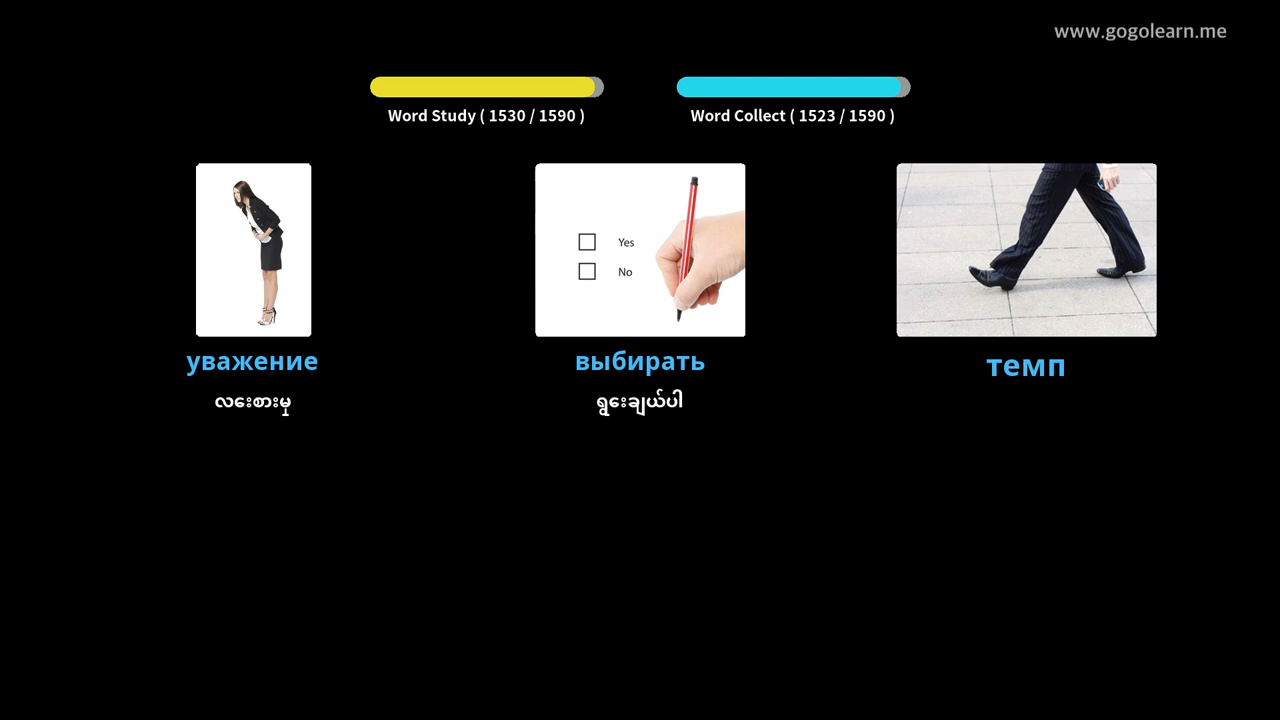 www.gogolearn.me
Word Study ( 1530 / 1590 )
Word Collect ( 1523 / 1590 )
Yes
No
уважение
выбирать
темп
လေးစားမှု
ရွေးချယ်ပါ